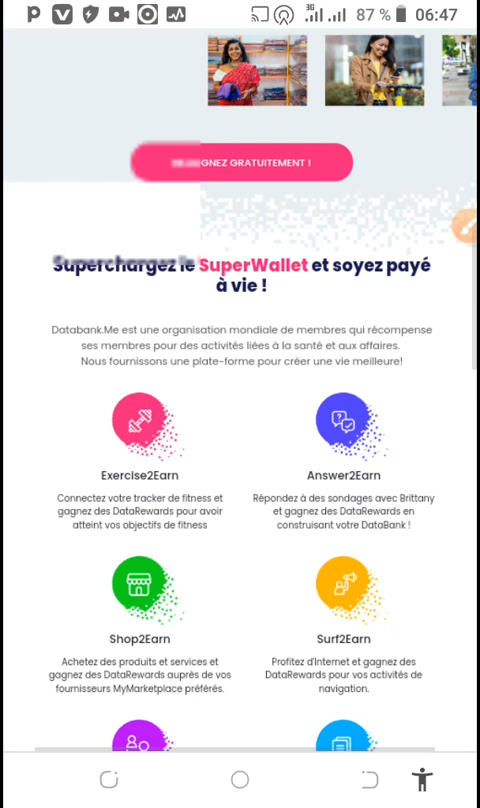 3G
87 %
06:47
GNEZ GRATUITEMENT !
Superchargez le SuperWallet et soyez payé
à vie !
Databank.Me est une organisation mondiale de membres qui récompense
ses membres pour des activités liées à la santé et aux affaires.
Nous fournissons une plate-forme pour créer une vie meilleure!
Exercise2Earn
Connectez votre tracker de fitness et
gagnez des DataRewards pour avoir
atteint vos objectifs de fitness
Answer2Earn
Répondez à des sondages avec Brittany
et gagnez des DataRewards en
construisant votre DataBank !
Shop2Earn
Achetez des produits et services et
gagnez des DataRewards auprès de vos
fournisseurs MyMarketplace préférés.
Surf2Earn
Profitez d'Internet et gagnez des
DataRewards pour vos activités de
navigation.